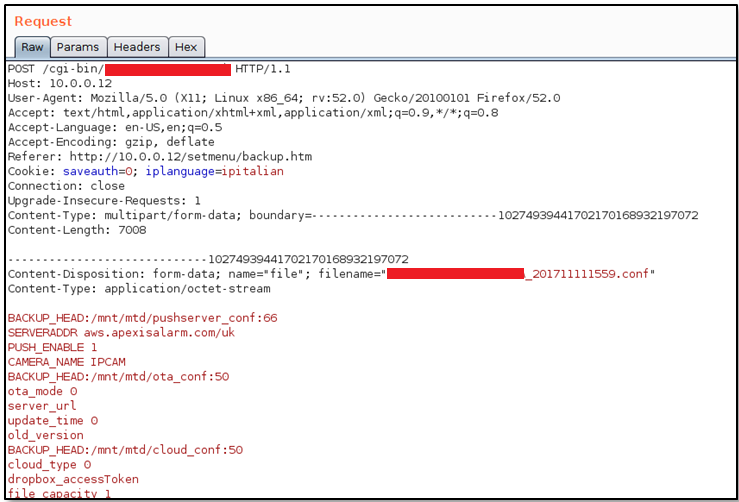 Request
Raw Params Headers Hex
POST /cgi-bin/ HTTP/1.1
Host: 10.0.0.12
User-Agent: Mozilla/5.0 (X11; Linux x86_64; rv:52.0) Gecko/20100101 Firefox/52.0
Accept: text/html,application/xhtml+xml,application/xml;q=0.9,*/*;q=0.8
Accept-Language: en-US,en;q=0.5
Accept-Encoding: gzip, deflate
Referer: http://10.0.0.12/setmenu/backup.htm
Cookie: saveauth=0; iplanguage=ipitalian
Connection: close
Upgrade-Insecure-Requests: 1
Content-Type: multipart/form-data; boundary=---------------------------102749394417021701689321970​72
Content-Length: 7008
-----------------------------10274939441702170168932197072
Content-Disposition: form-data; name="file"; filename=" _201711111559.conf"
Content-Type: application/octet-stream
BACKUP_HEAD:/mnt/mtd/pushserver_conf:66
SERVERADDR aws.apexisalarm.com/uk
PUSH_ENABLE 1
CAMERA_NAME IPCAM
BACKUP_HEAD:/mnt/mtd/ota_conf:50
ota_mode 0
server_url
update_time 0
old_version
BACKUP_HEAD:/mnt/mtd/cloud_conf:50
cloud_type 0
dropbox_accessToken
file_capacity 1